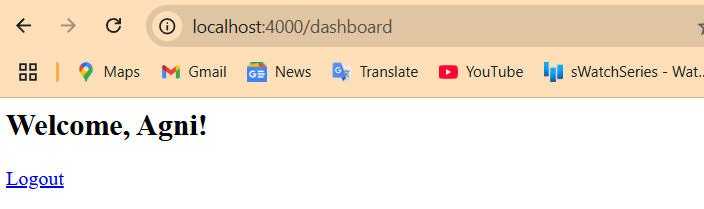 localhost:4000/dashboard
Maps Gmail News Translate YouTube sWatchSeries - Wat...
Welcome, Agni!
Logout